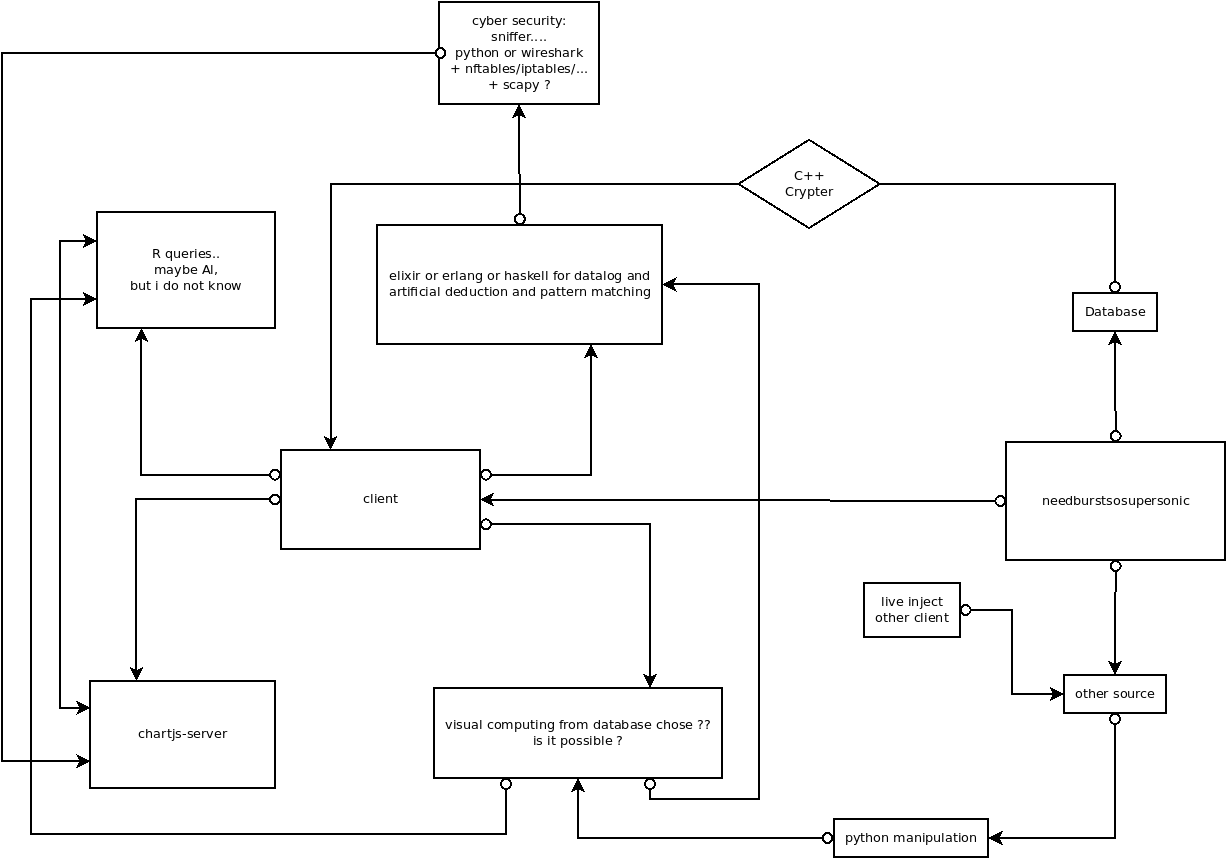 cyber security:
sniffer....
python or wireshark
+ nftables/iptables/...
+ scapy ?
C++
Crypter
R queries..
maybe AI,
but i do not know
elixir or erlang or haskell for datalog and
artificial deduction and pattern matching
Database
client
needburstsosupersonic
live inject
other client
other source
chartjs-server
visual computing from database chose ??
is it possible ?
python manipulation